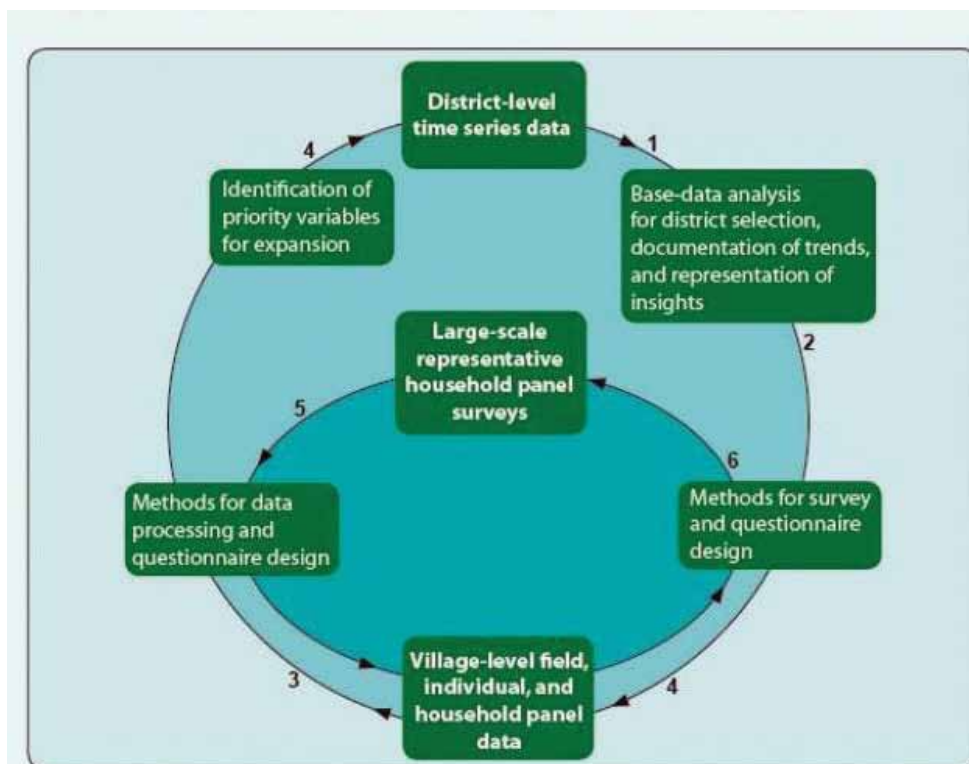 District-level
time series data
4
1
Identification of
priority variables
for expansion
Base-data analysis
for district selection,
documentation of trends,
and representation of
insights
2
Large-scale
representative
household panel
surveys
5
6
Methods for data
processing and
questionnaire design
Methods for survey
and questionnaire
design
3
Village-level field,
individual, and
household panel
data
4